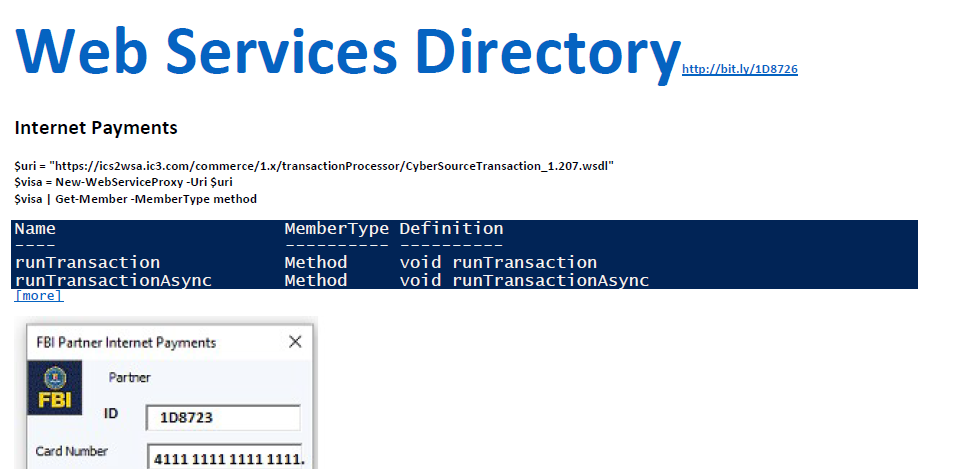 Web Services Directory http://bit.ly/1D8726
Internet Payments
$uri = "https://ics2wsa.ic3.com/commerce/1.x/transactionProcessor/CyberSourceTransaction_1.207.wsdl"
$visa = New-WebServiceProxy -Uri $uri
$visa | Get-Member -MemberType method
Name MemberType Definition
---- ---------- ----------
runTransaction Method void runTransaction
runTransactionAsync Method void runTransactionAsync
[more]
FBI Partner Internet Payments
Partner
FBI
ID 1D8723
Card Number 4111 1111 1111 1111.